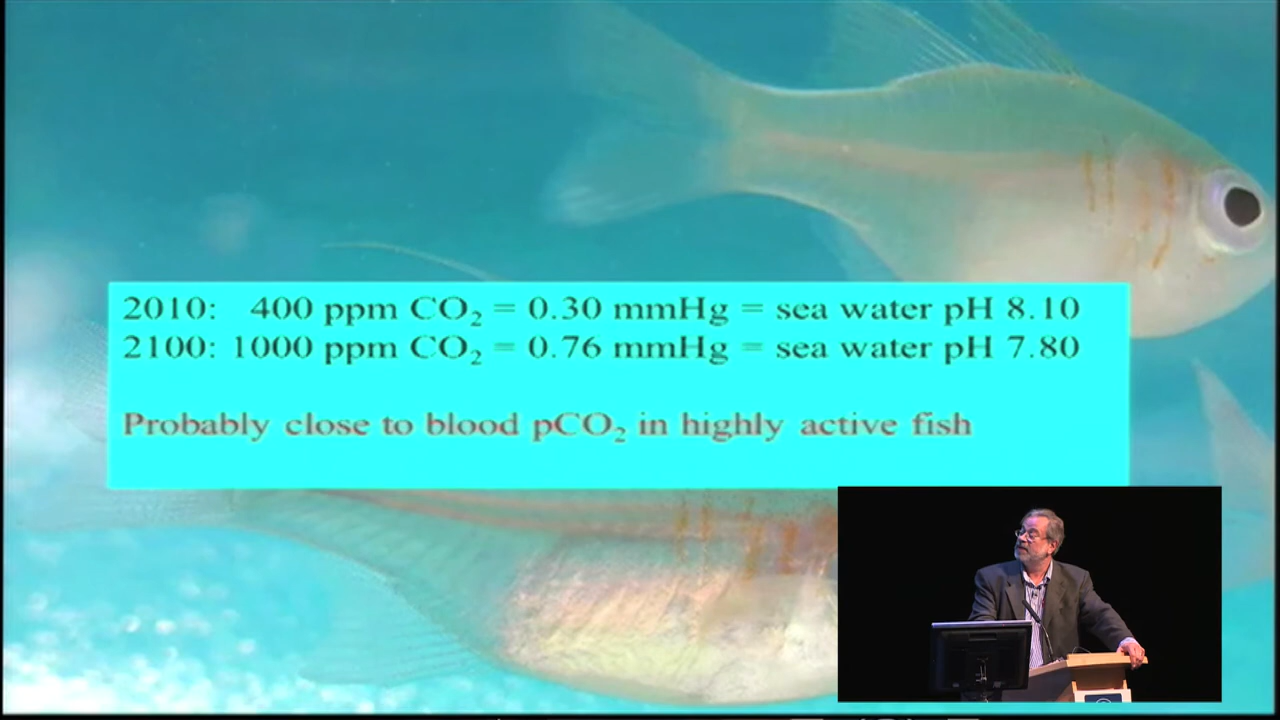 2010: 400 ppm CO₂ = 0.30 mmHg = sea water pH 8.10
2100: 1000 ppm CO₂ = 0.76 mmHg = sea water pH 7.80
Probably close to blood pCO₂ in highly active fish